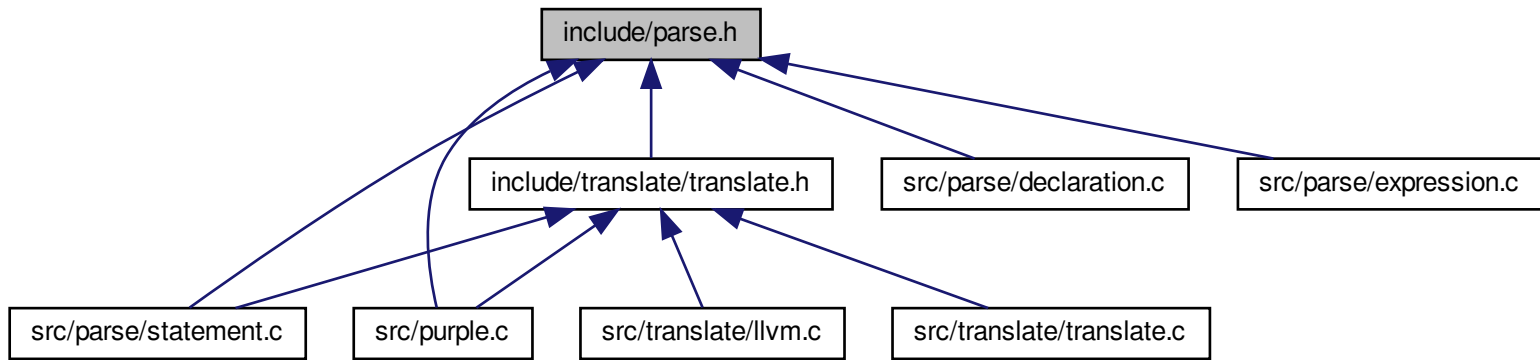 include/parse.h
include/translate/translate.h
src/parse/declaration.c
src/parse/expression.c
src/parse/statement.c
src/purple.c
src/translate/llvm.c
src/translate/translate.c